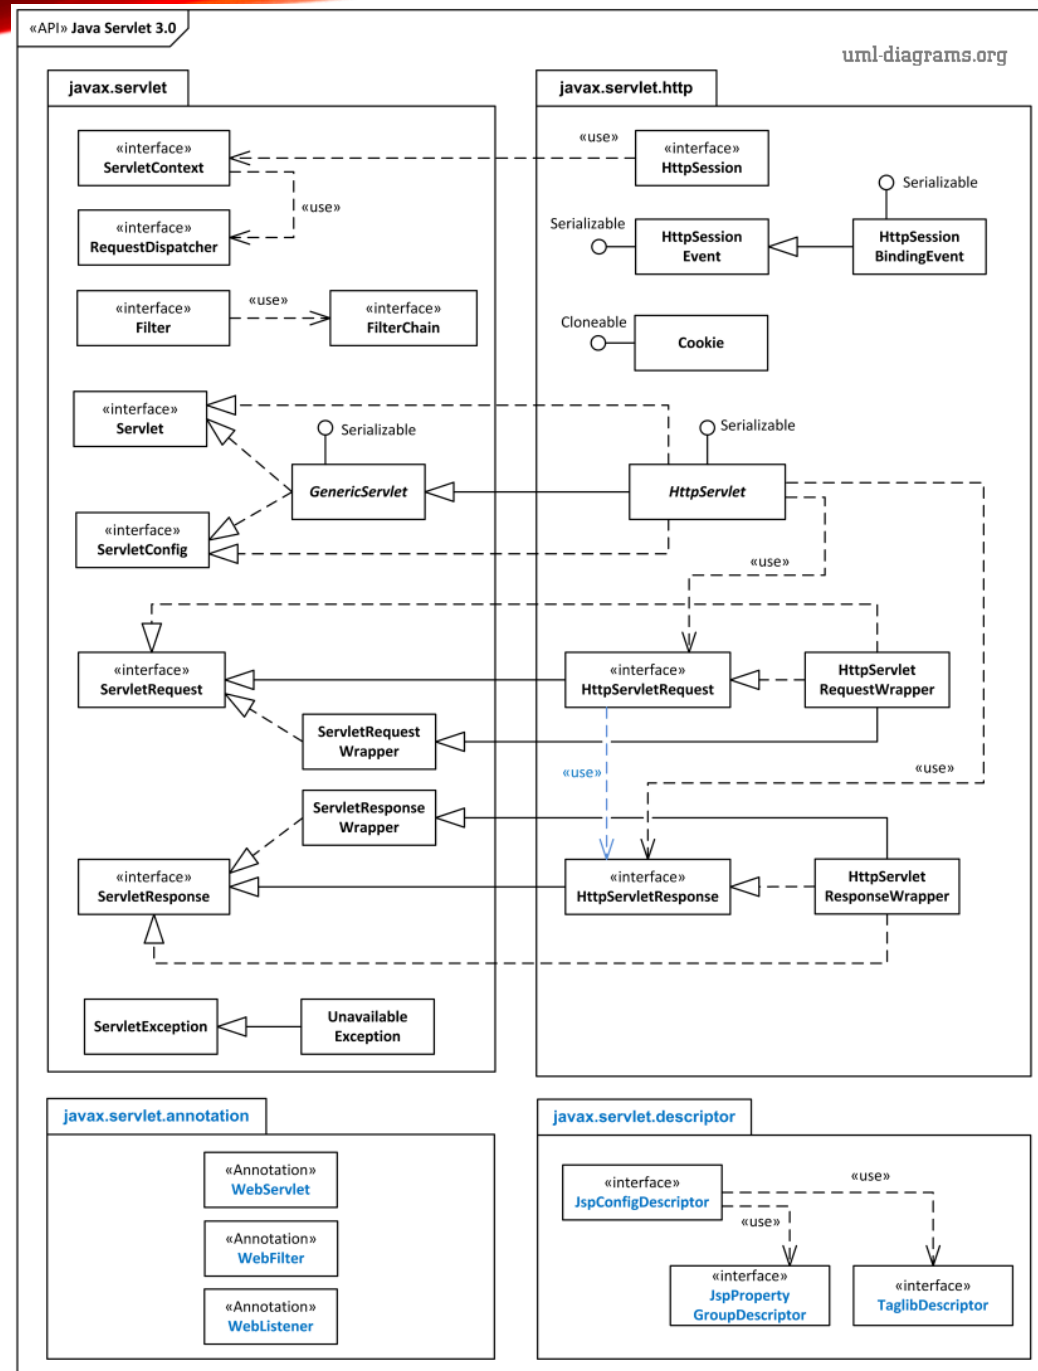 «API» Java Servlet 3.0
uml-diagrams.org
javax.servlet
«interface»
ServletContext
«use»
«interface»
RequestDispatcher
«interface»
Filter
«use»
«interface»
FilterChain
«interface»
Servlet
Serializable
GenericServlet
«interface»
ServletConfig
«interface»
ServletRequest
ServletRequest
Wrapper
ServletResponse
Wrapper
«interface»
ServletResponse
ServletException
Unavailable
Exception
javax.servlet.http
«use»
«interface»
HttpSession
Serializable
Serializable
HttpSession
Event
HttpSession
BindingEvent
Cloneable
Cookie
Serializable
HttpServlet
«use»
«interface»
HttpServletRequest
HttpServlet
RequestWrapper
«use»
«use»
«interface»
HttpServletResponse
HttpServlet
ResponseWrapper
javax.servlet.annotation
«Annotation»
WebServlet
«Annotation»
WebFilter
«Annotation»
WebListener
javax.servlet.descriptor
«interface»
JspConfigDescriptor
«use»
«use»
«interface»
JspProperty
GroupDescriptor
«interface»
TaglibDescriptor